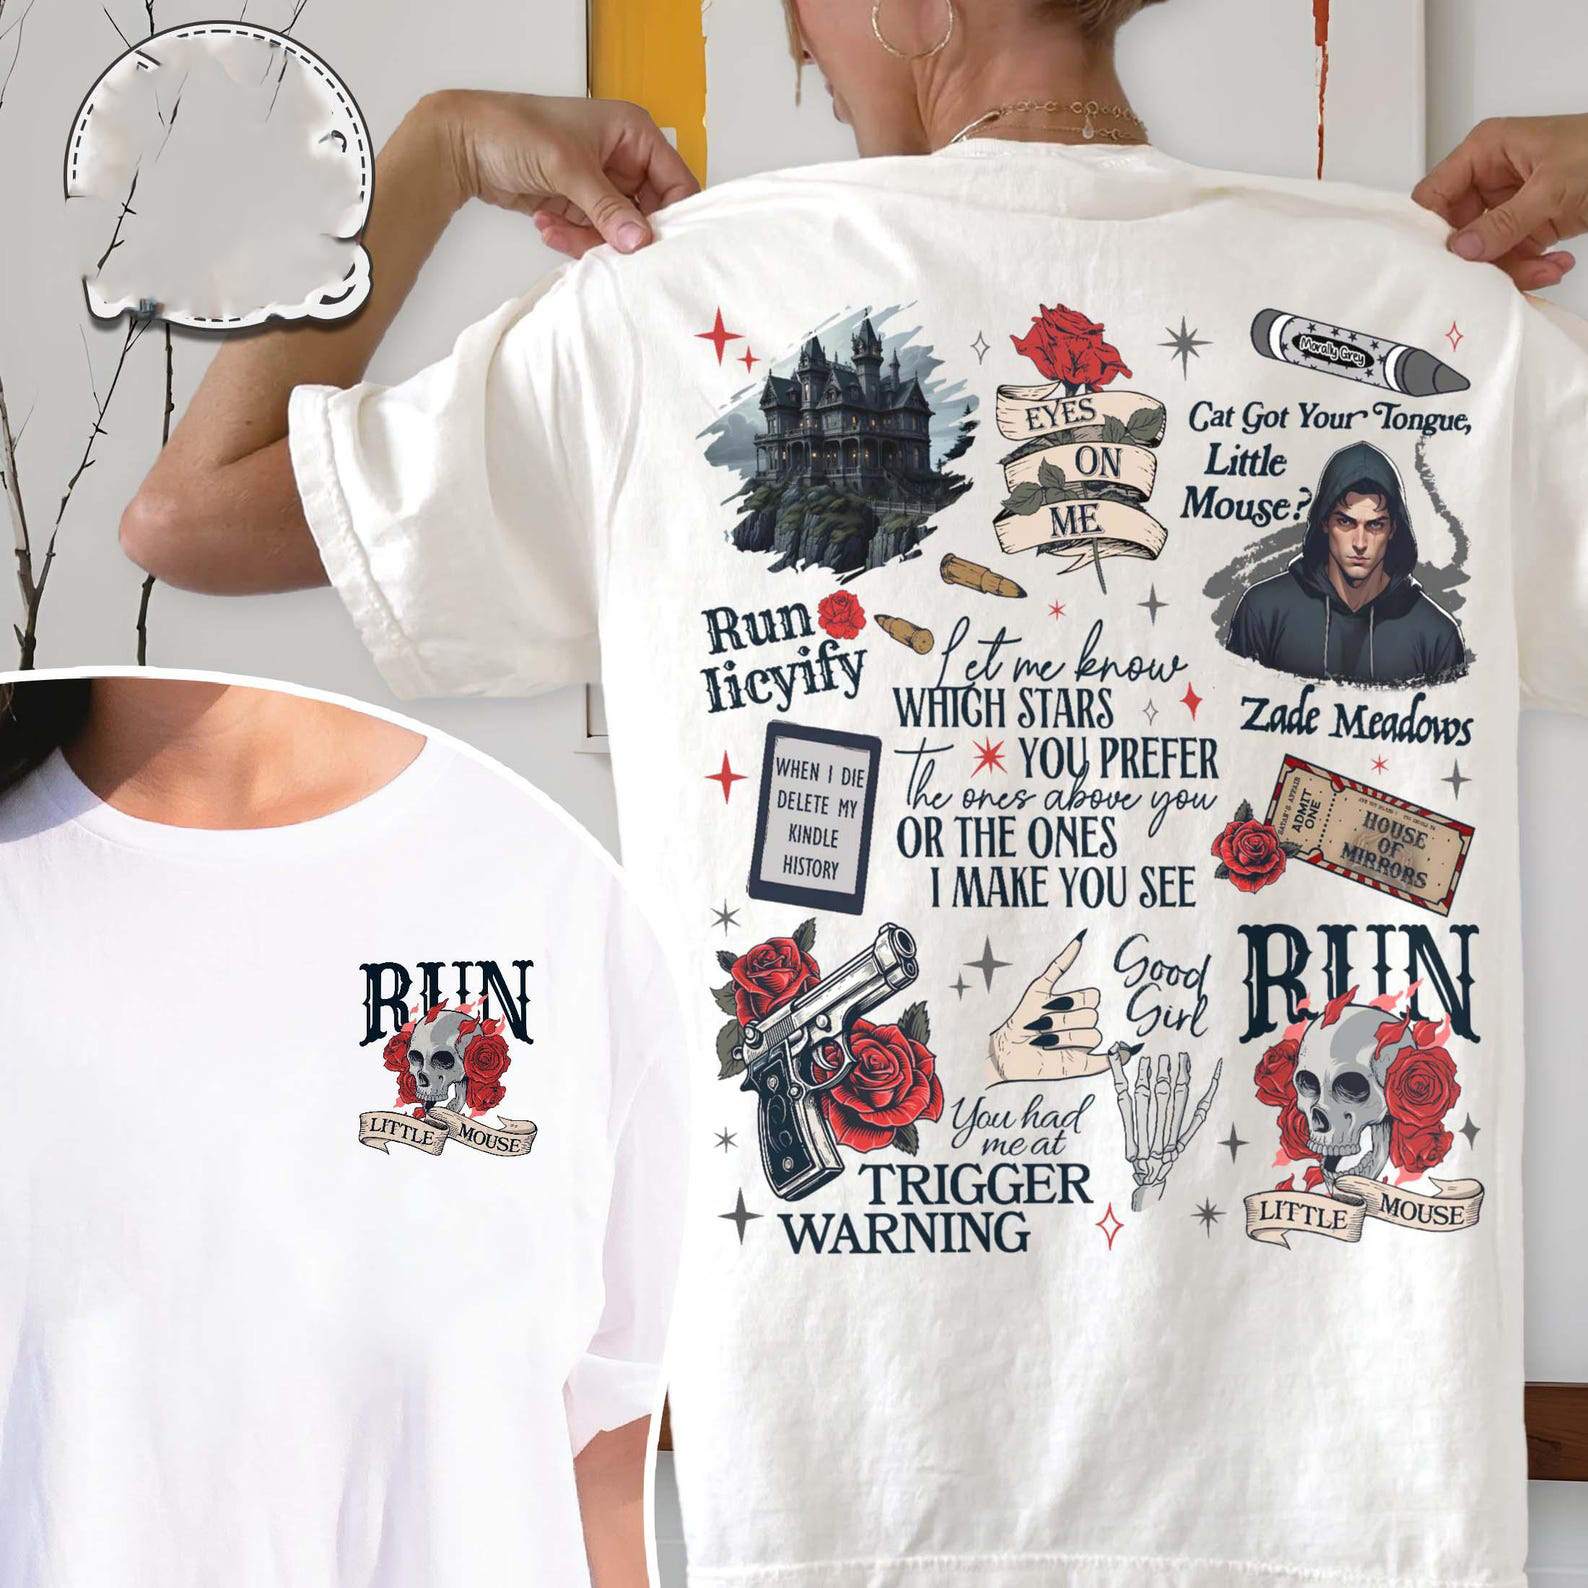 Morally Grey
EYES
ON
ME
Cat Got Your Tongue,
Little
Mouse?
Run
Iicyify
Let me know
WHICH STARS
YOU PREFER
the ones above you
OR THE ONES
I MAKE YOU SEE
Zade Meadows
WHEN I DIE
DELETE MY
KINDLE
HISTORY
SATAN'S AFFAIR
ADMIT
ONE
HOUSE
OF
MIRRORS
Good
Girl
You had
me at
TRIGGER
WARNING
RUN
LITTLE MOUSE
RUN
LITTLE MOUSE